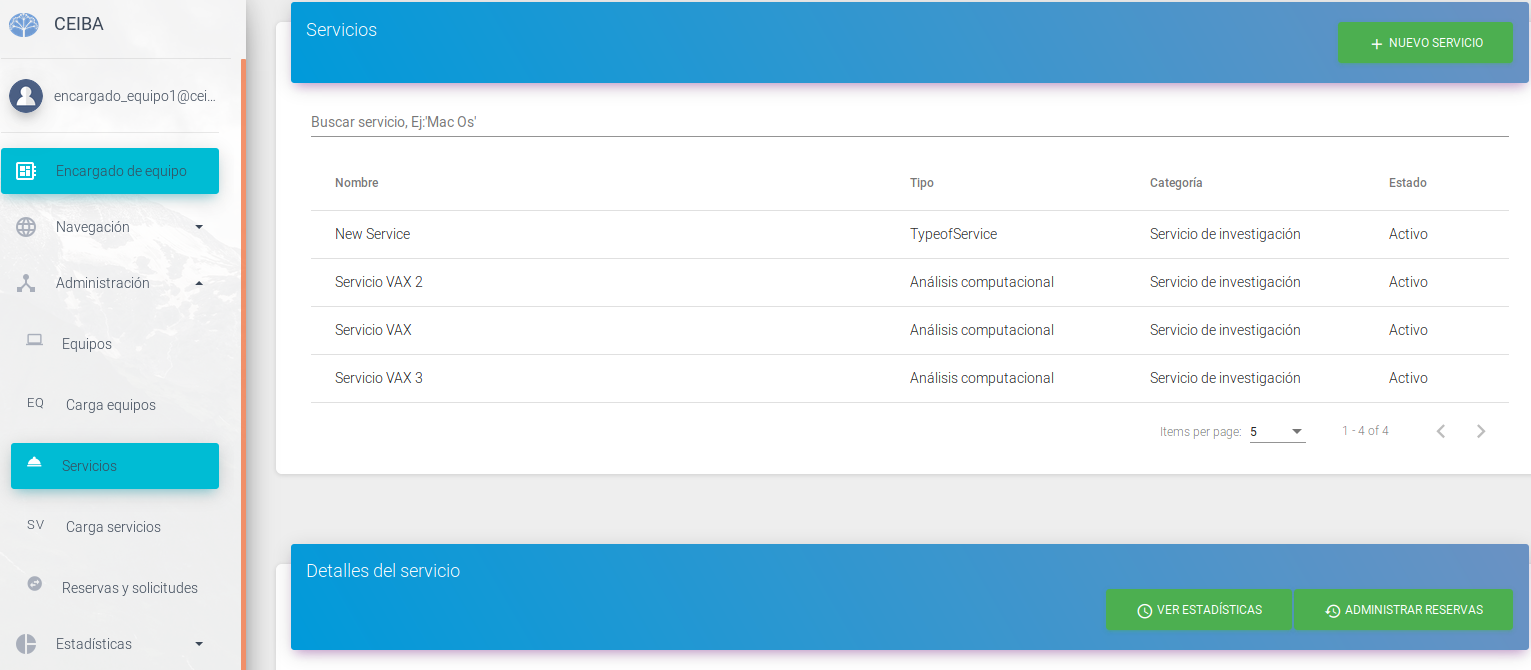 CEIBA
encargado_equipo1@cei...
Encargado de equipo
Navegación
Administración
Equipos
EQ Carga equipos
Servicios
SV Carga servicios
Reservas y solicitudes
Estadísticas
Servicios
+ NUEVO SERVICIO
Buscar servicio, Ej:'Mac Os'
Nombre Tipo Categoría Estado
New Service TypeofService Servicio de investigación Activo
Servicio VAX 2 Análisis computacional Servicio de investigación Activo
Servicio VAX Análisis computacional Servicio de investigación Activo
Servicio VAX 3 Análisis computacional Servicio de investigación Activo
Items per page: 5 1 - 4 of 4
Detalles del servicio
VER ESTADÍSTICAS ADMINISTRAR RESERVAS